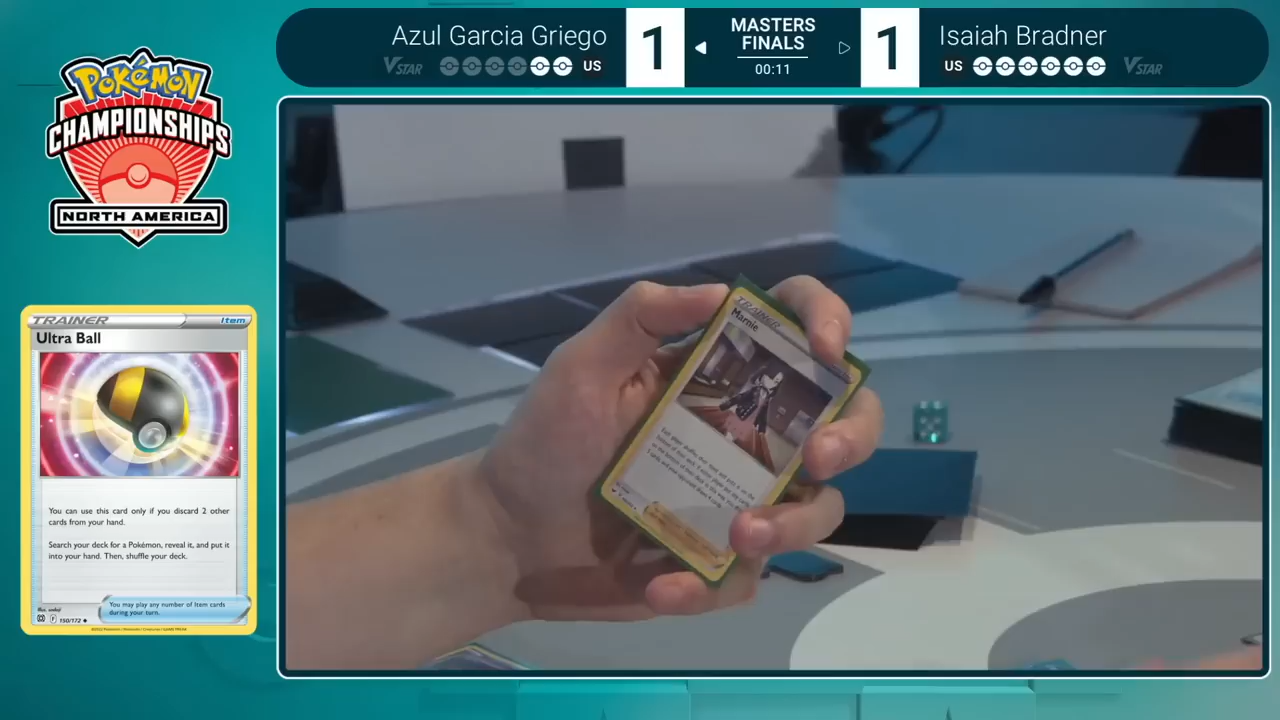 Azul Garcia Griego
1
MASTERS
FINALS
00:11
1
Isaiah Bradner
VSTAR
US
US
VSTAR
Pokémon
CHAMPIONSHIPS
NORTH AMERICA
TRAINER
Item
Ultra Ball
You can use this card only if you discard 2 other
cards from your hand.
Search your deck for a Pokémon, reveal it, and put it
into your hand. Then, shuffle your deck.
You may play any number of Item cards
during your turn.
150/172
TRAINER
Marnie